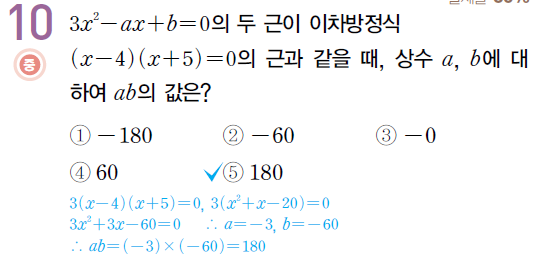 10
중
3x²-ax+b=0의 두 근이 이차방정식
(x-4)(x+5)=0의 근과 같을 때, 상수 a, b에 대
하여 ab의 값은?
① -180 ② -60 ③ -0
④ 60 ⑤ 180
3(x-4)(x+5)=0, 3(x²+x-20)=0
3x²+3x-60=0 ∴ a=-3, b=-60
∴ ab=(-3)×(-60)=180